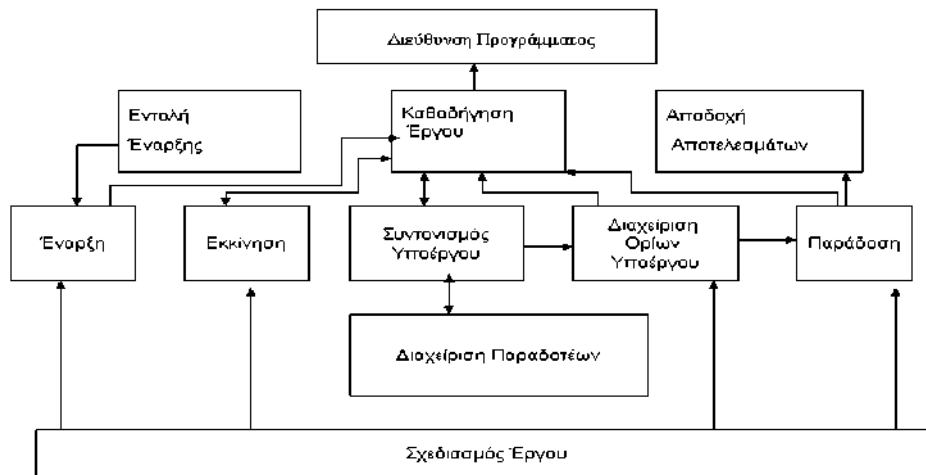 Διεύθυνση Προγράμματος
Εντολή
Έναρξης
Καθοδήγηση
Έργου
Αποδοχή
Αποτελεσμάτων
Έναρξη
Εκκίνηση
Συντονισμός
Υποέργου
Διαχείριση
Ορίων
Υποέργου
Παράδοση
Διαχείριση Παραδοτέων
Σχεδιασμός Έργου